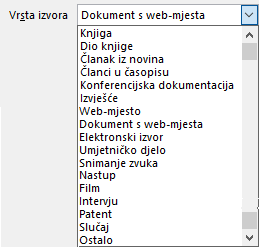 Vrsta izvora Dokument s web-mjesta
Knjiga
Dio knjige
Članak iz novina
Članci u časopisu
Konferencijska dokumentacija
Izvješće
Web-mjesto
Dokument s web-mjesta
Elektronski izvor
Umjetničko djelo
Snimanje zvuka
Nastup
Film
Intervju
Patent
Slučaj
Ostalo